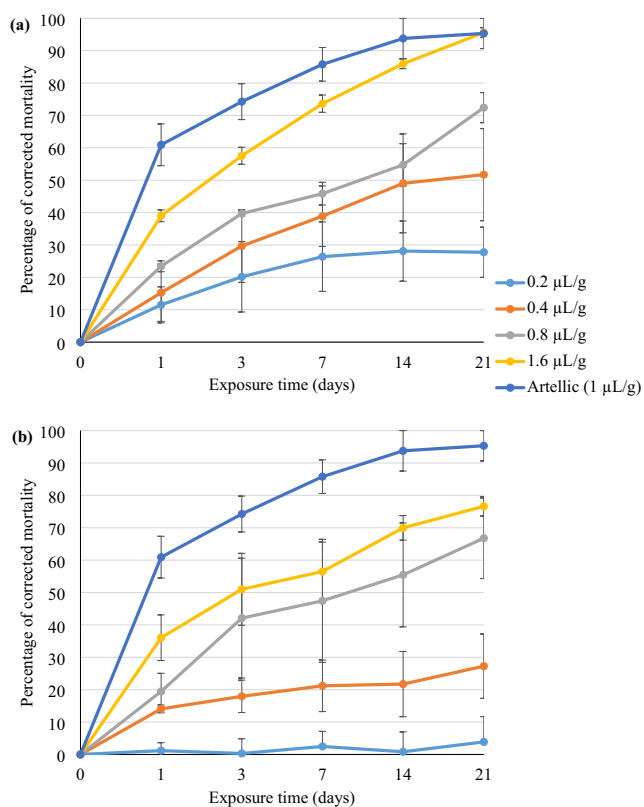 (a)
Percentage of corrected mortality
100
90
80
70
60
50
40
30
20
10
0
0 1 3 7 14 21
Exposure time (days)
0.2 µL/g
0.4 µL/g
0.8 µL/g
1.6 µL/g
Artellic (1 µL/g)
(b)
Percentage of corrected mortality
100
90
80
70
60
50
40
30
20
10
0
0 1 3 7 14 21
Exposure time (days)